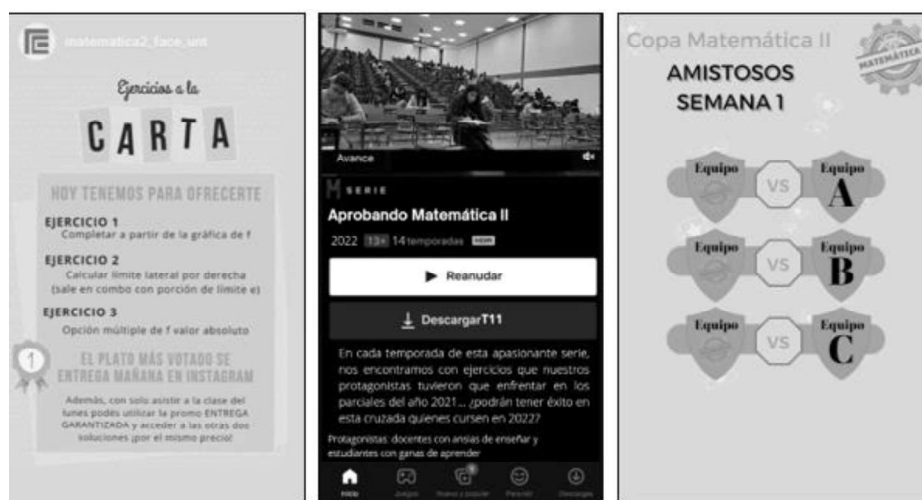 matematica2_face_unt
Ejercicios a la
CARTA
HOY TENEMOS PARA OFRECERTE
EJERCICIO 1
Completar a partir de la gráfica de f
EJERCICIO 2
Calcular límite lateral por derecha
(sale en combo con porción de límite e)
EJERCICIO 3
Opción múltiple de f valor absoluto
1
EL PLATO MÁS VOTADO SE
ENTREGA MAÑANA EN INSTAGRAM
Además, con solo asistir a la clase del
lunes podés utilizar la promo ENTREGA
GARANTIZADA y acceder a las otras dos
soluciones ¡por el mismo precio!
Avance
M SERIE
Aprobando Matemática II
2022 13+ 14 temporadas
Reanudar
DescargarT11
En cada temporada de esta apasionante serie,
nos encontramos con ejercicios que nuestros
protagonistas tuvieron que enfrentar en los
parciales del año 2021... ¿podrán tener éxito en
esta cruzada quienes cursen en 2022?
Protagonistas: docentes con ansias de enseñar y
estudiantes con ganas de aprender
Inicio Juegos Descargas
Copa Matemática II
MATEMÁTICA
AMISTOSOS
SEMANA 1
Equipo VS Equipo A
Equipo VS Equipo B
Equipo VS Equipo C